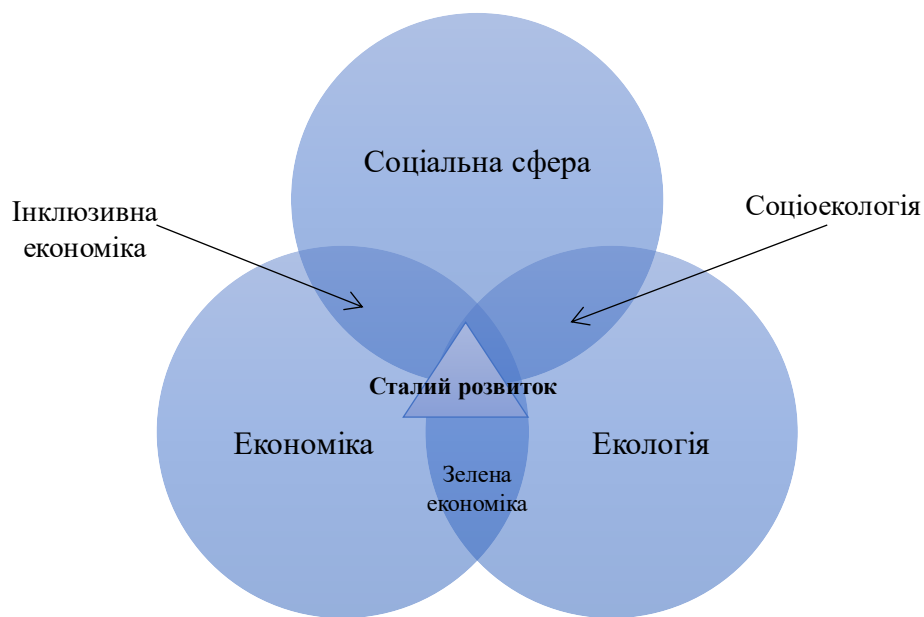 Соціальна сфера
Інклюзивна
економіка
Соціоекологія
Сталий розвиток
Економіка
Екологія
Зелена
економіка